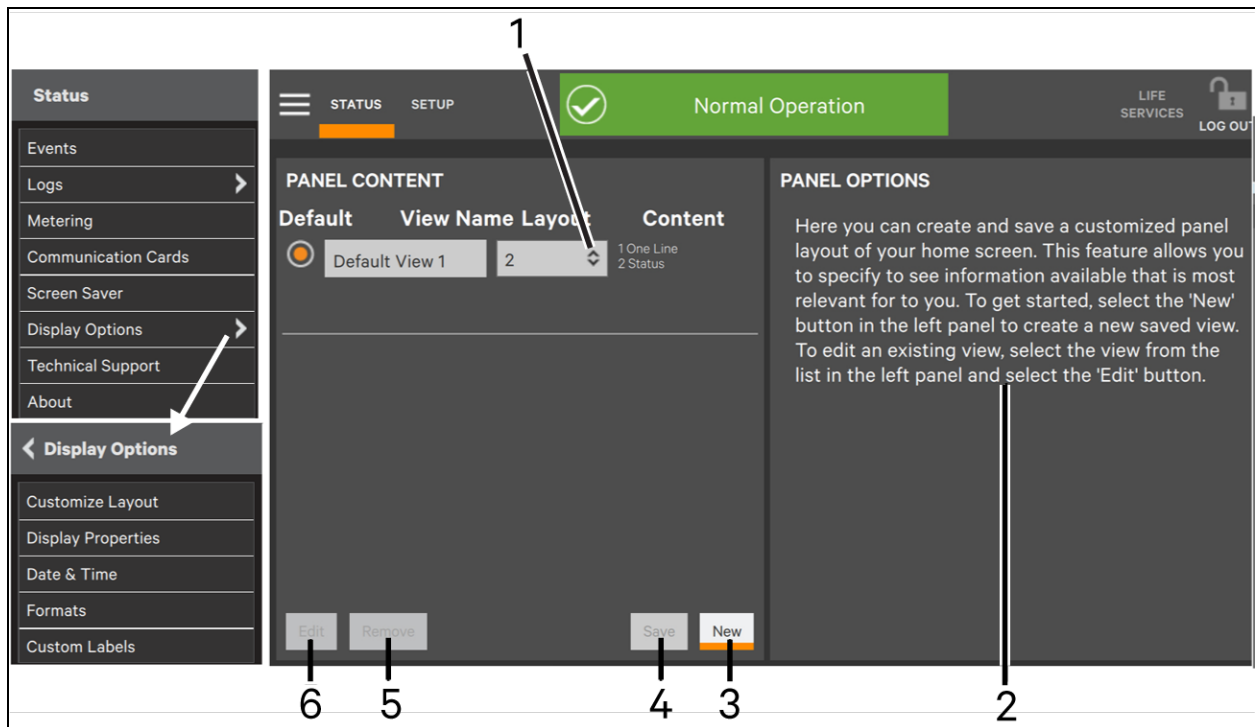 1
Status
Events
Logs
Metering
Communication Cards
Screen Saver
Display Options
Technical Support
About
Display Options
Customize Layout
Display Properties
Date & Time
Formats
Custom Labels
STATUS SETUP
Normal Operation
LIFE
SERVICES
LOG OUT
PANEL CONTENT
Default View Name Layout Content
Default View 1 2
1 One Line
2 Status
Edit Remove Save New
PANEL OPTIONS
Here you can create and save a customized panel
layout of your home screen. This feature allows you
to specify to see information available that is most
relevant for to you. To get started, select the 'New'
button in the left panel to create a new saved view.
To edit an existing view, select the view from the
list in the left panel and select the 'Edit' button.
6 5 4 3 2